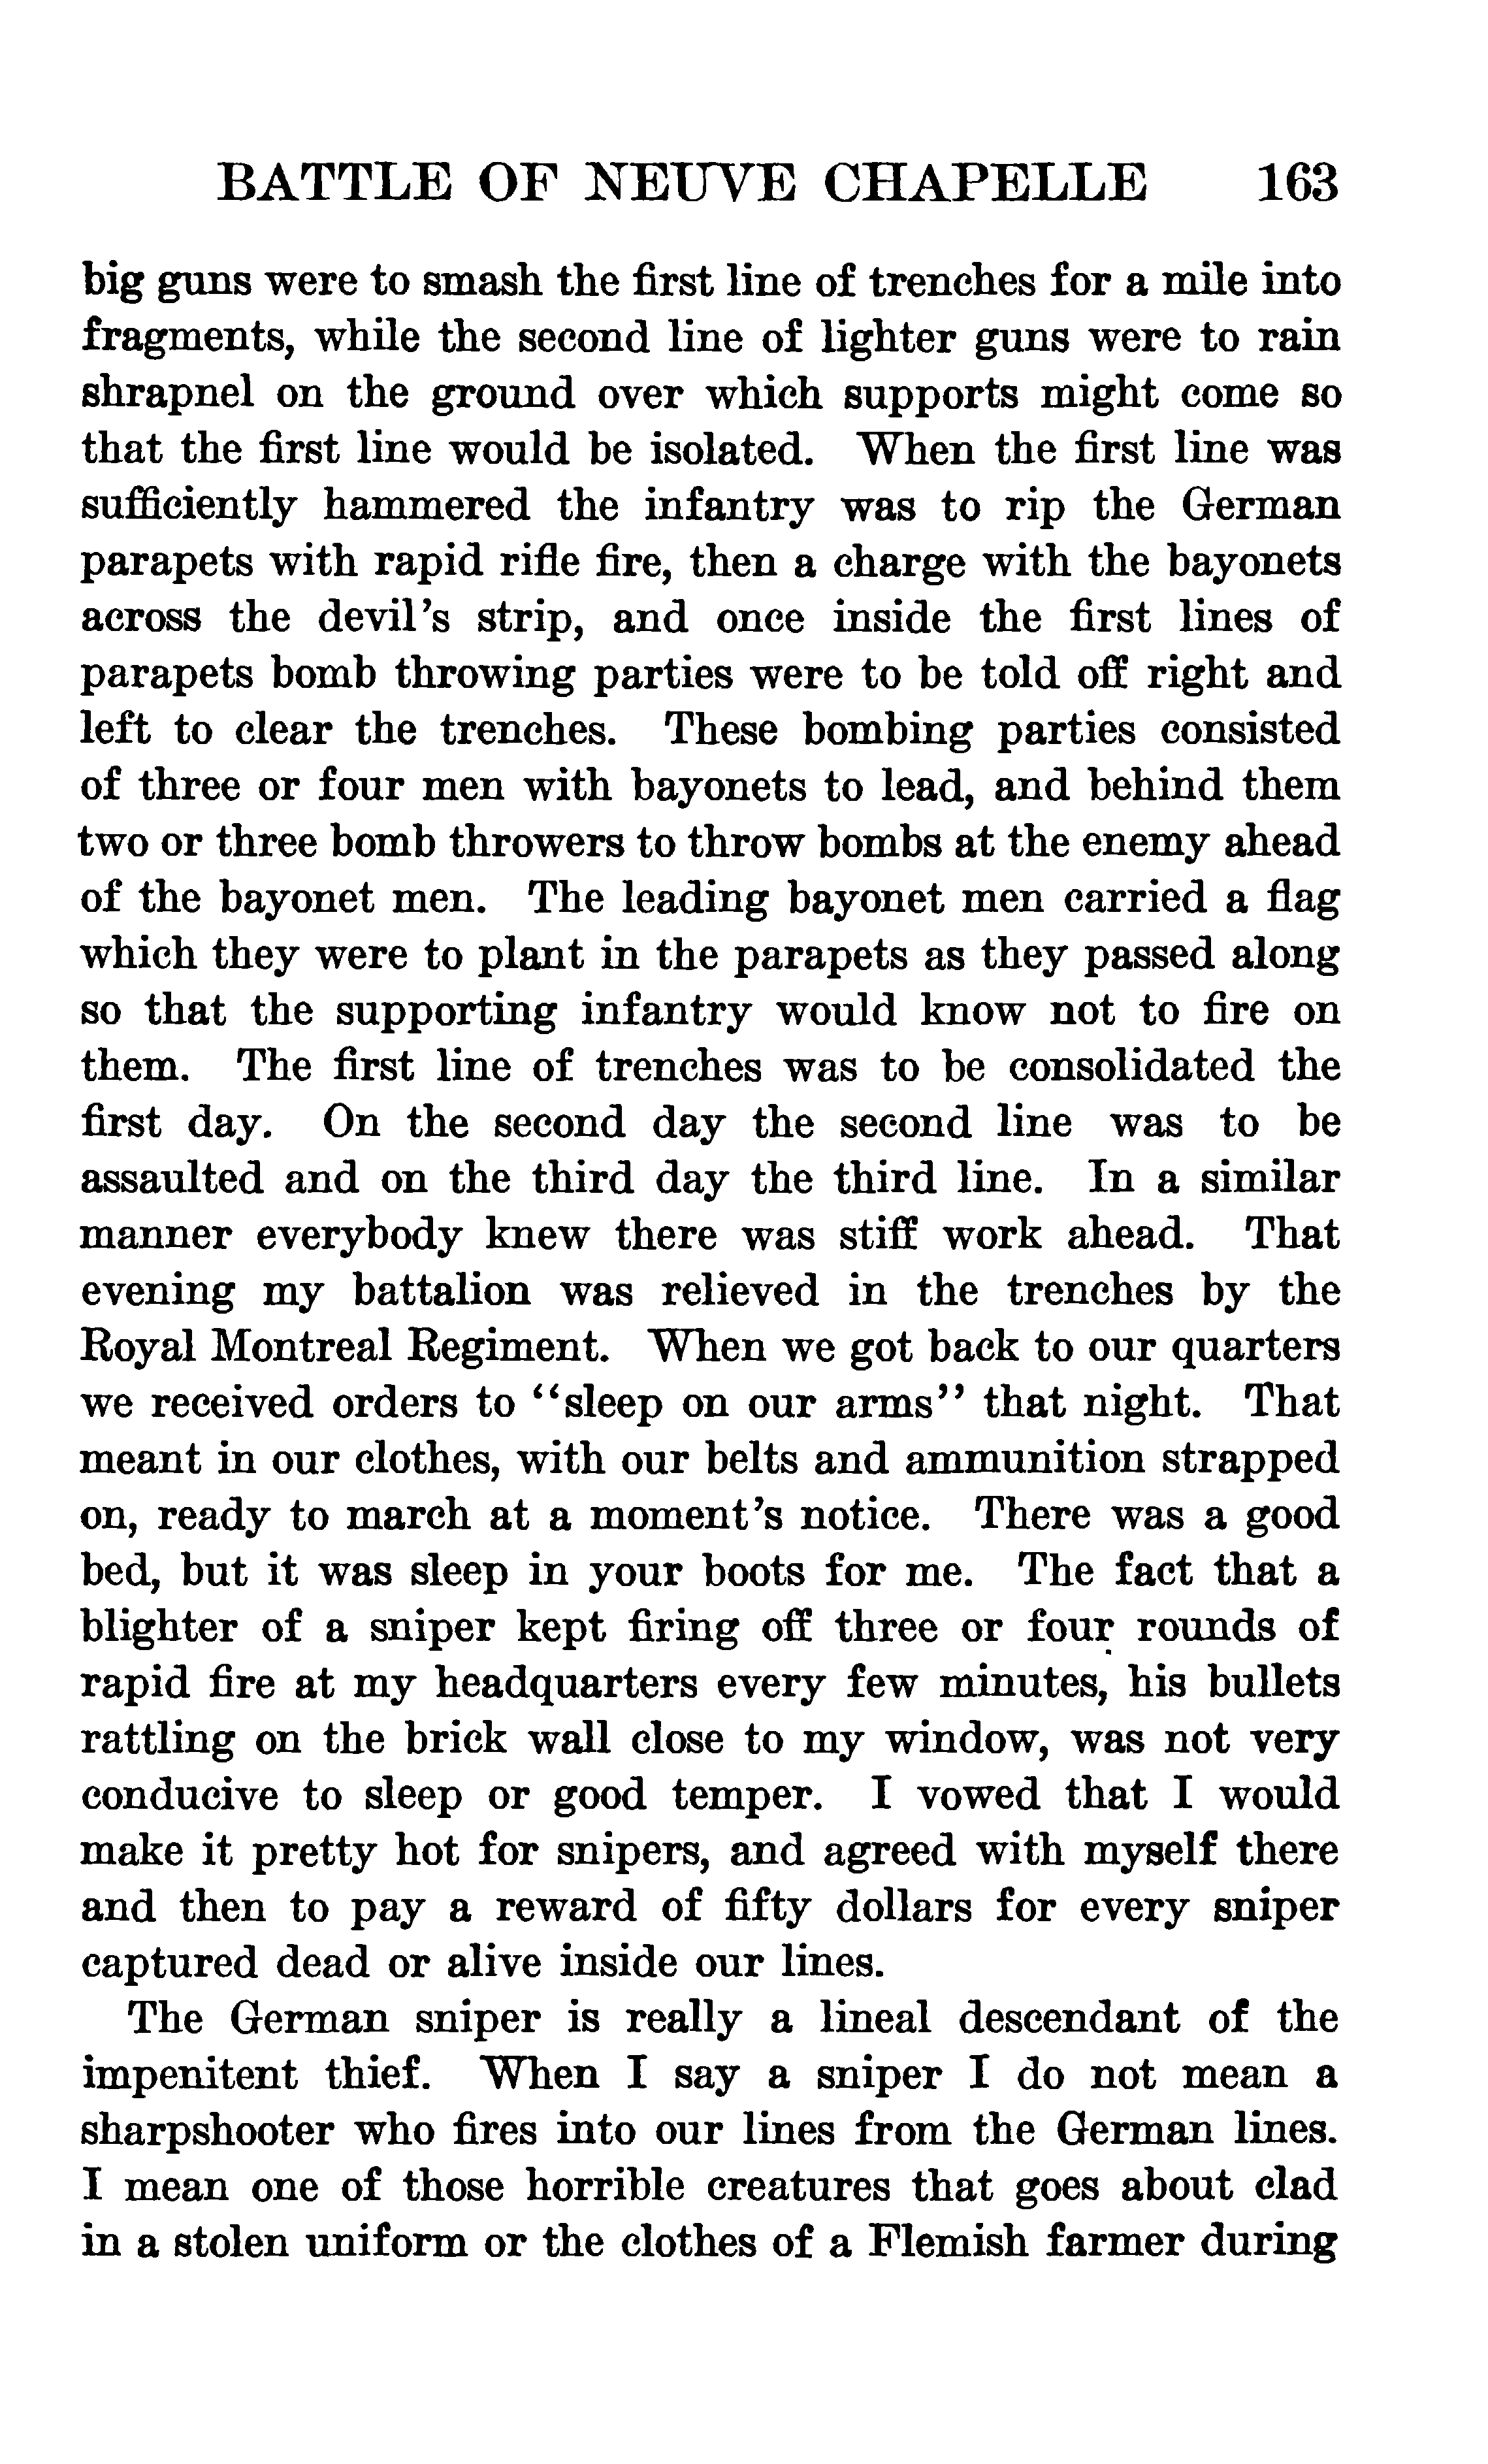 BATTLE OF NEUVE CHAPELLE 163
big guns were to smash the first line of trenches for a mile into
fragments, while the second line of lighter guns were to rain
shrapnel on the ground over which supports might come so
that the first line would be isolated. When the first line was
sufficiently hammered the infantry was to rip the German
parapets with rapid rifle fire, then a charge with the bayonets
across the devil's strip, and once inside the first lines of
parapets bomb throwing parties were to be told off right and
left to clear the trenches. These bombing parties consisted
of three or four men with bayonets to lead, and behind them
two or three bomb throwers to throw bombs at the enemy ahead
of the bayonet men. The leading bayonet men carried a flag
which they were to plant in the parapets as they passed along
so that the supporting infantry would know not to fire on
them. The first line of trenches was to be consolidated the
first day. On the second day the second line was to be
assaulted and on the third day the third line. In a similar
manner everybody knew there was stiff work ahead. That
evening my battalion was relieved in the trenches by the
Royal Montreal Regiment. When we got back to our quarters
we received orders to "sleep on our arms" that night. That
meant in our clothes, with our belts and ammunition strapped
on, ready to march at a moment's notice. There was a good
bed, but it was sleep in your boots for me. The fact that a
blighter of a sniper kept firing off three or four rounds of
rapid fire at my headquarters every few minutes, his bullets
rattling on the brick wall close to my window, was not very
conducive to sleep or good temper. I vowed that I would
make it pretty hot for snipers, and agreed with myself there
and then to pay a reward of fifty dollars for every sniper
captured dead or alive inside our lines.
The German sniper is really a lineal descendant of the
impenitent thief. When I say a sniper I do not mean a
sharpshooter who fires into our lines from the German lines.
I mean one of those horrible creatures that goes about clad
in a stolen uniform or the clothes of a Flemish farmer during